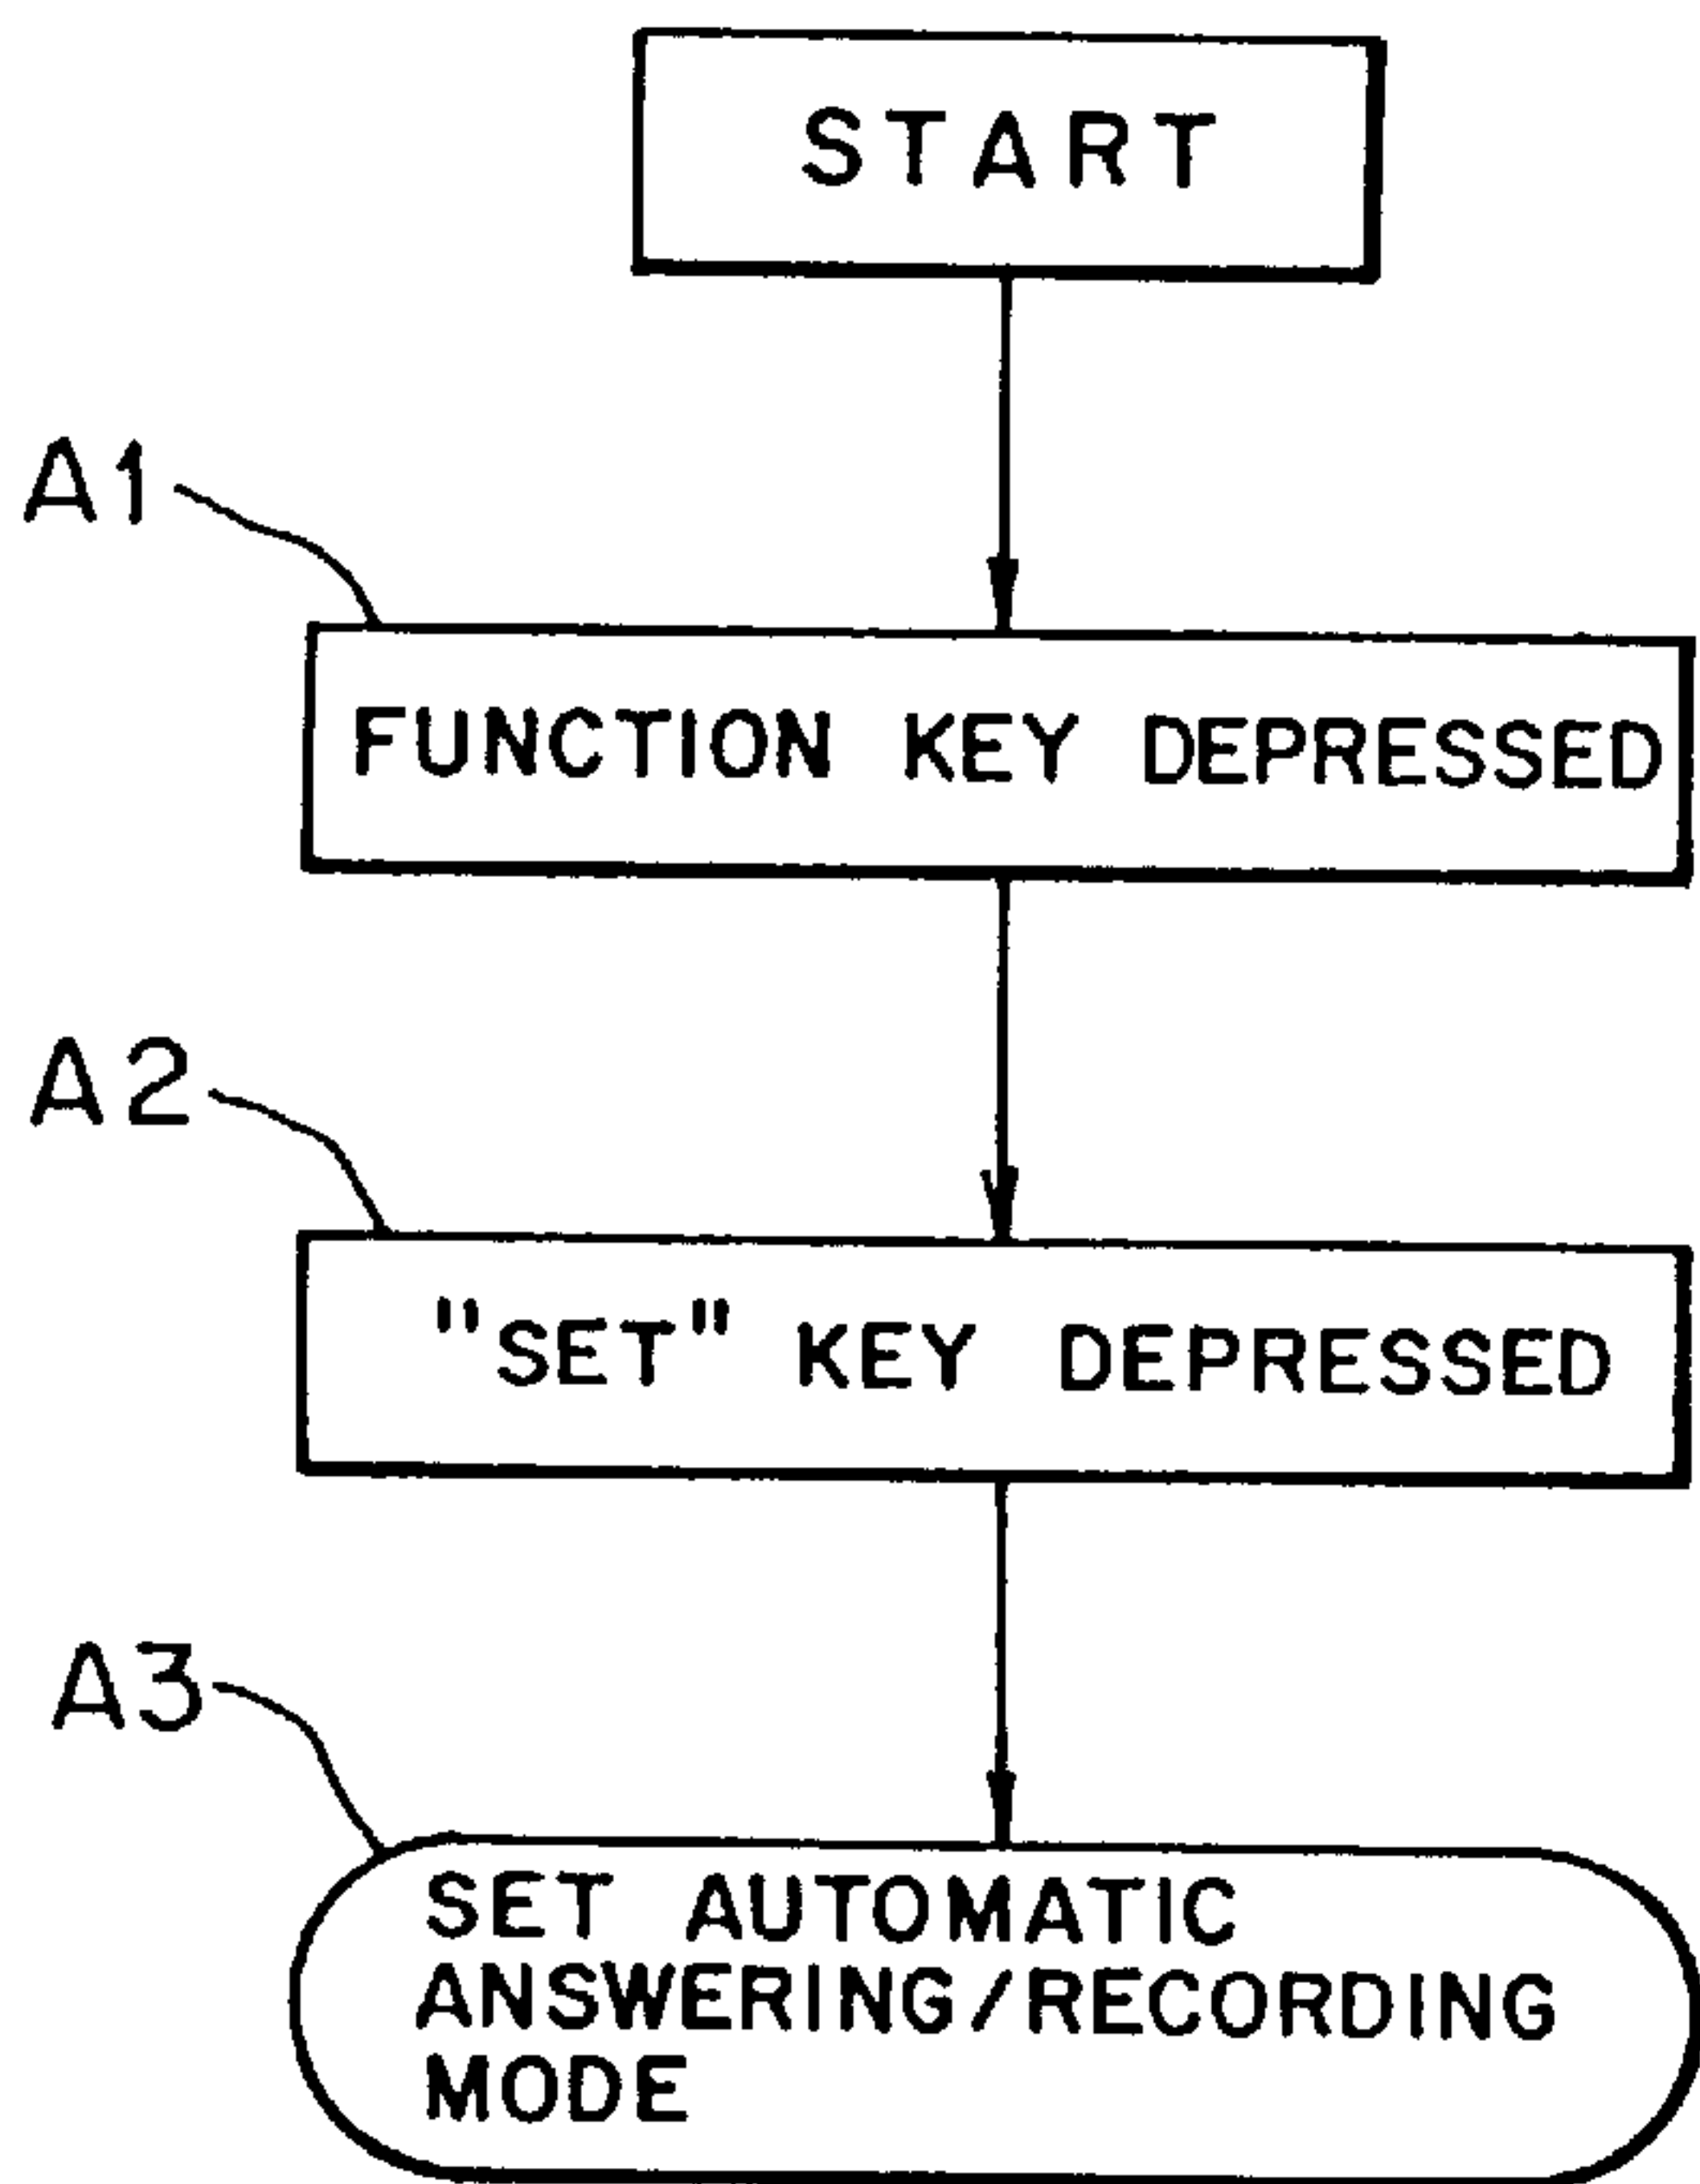 START
A1
FUNCTION KEY DEPRESSED
A2
"SET" KEY DEPRESSED
A3
SET AUTOMATIC
ANSWERING/RECORDING
MODE